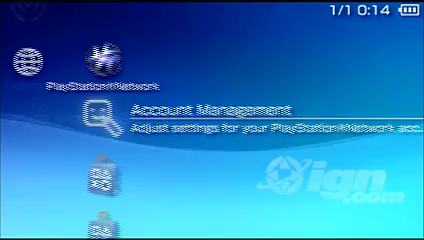 1/1 0:14
PlayStation®Network
Account Management
Adjust settings for your PlayStation®Network acc
ign
.com